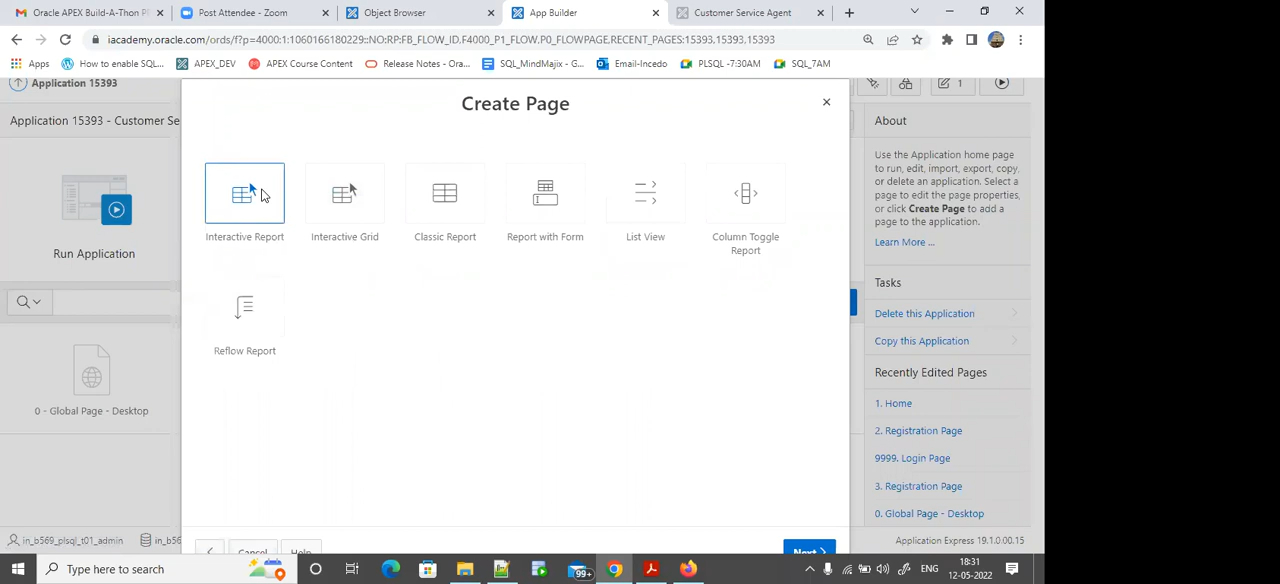 Oracle APEX Build-A-Thon P
Post Attendee - Zoom
Object Browser
App Builder
Customer Service Agent
iacademy.oracle.com/ords/f?p=4000:1:1060166180229::NO:RP:FB_FLOW_ID,F4000_P1_FLOW,P0_FLOWPAGE,RECENT_PAGES:15393,15393,15393
Apps
How to enable SQL...
APEX_DEV
APEX Course Content
Release Notes - Ora...
SQL_MindMajix - G...
Email-Incedo
PLSQL -7:30AM
SQL_7AM
Application 15393
1
Create Page
Application 15393 - Customer Se
About
Use the Application home page
to run, edit, import, export, copy,
or delete an application. Select a
page to edit the page properties,
or click Create Page to add a
page to the application.
Learn More ...
Interactive Report
Interactive Grid
Classic Report
Report with Form
List View
Column Toggle
Report
Run Application
Tasks
Delete this Application
Copy this Application
Reflow Report
Recently Edited Pages
1. Home
2. Registration Page
9999. Login Page
3. Registration Page
0. Global Page - Desktop
0 - Global Page - Desktop
in_b569_plsql_t01_admin
in_b56
Cancel
Help
Next
Application Express 19.1.0.00.15
Type here to search
99+
ENG
18:31
12-05-2022